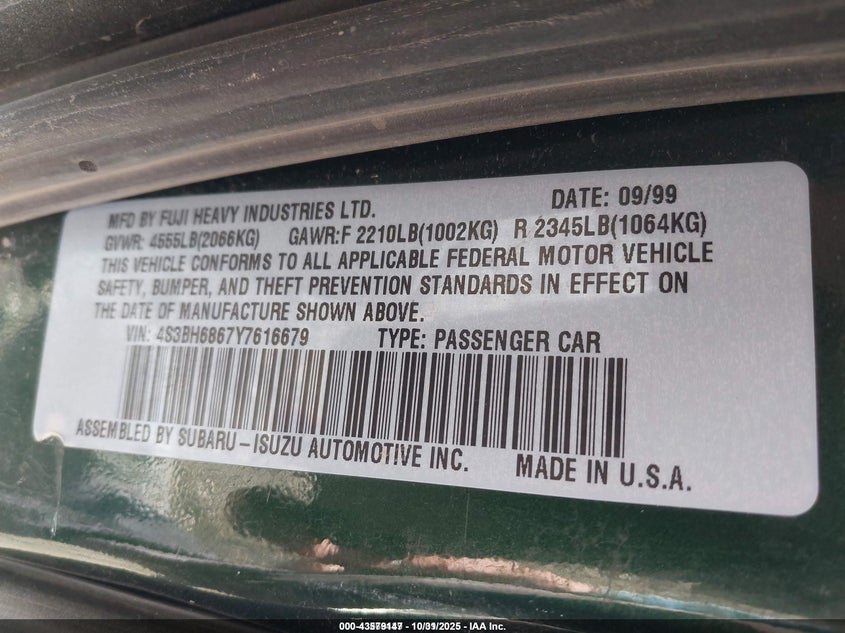 MFD BY FUJI HEAVY INDUSTRIES LTD. DATE: 09/99
GVWR: 4555LB(2066KG) GAWR:F 2210LB(1002KG) R 2345LB(1064KG)
THIS VEHICLE CONFORMS TO ALL APPLICABLE FEDERAL MOTOR VEHICLE
SAFETY, BUMPER, AND THEFT PREVENTION STANDARDS IN EFFECT ON
THE DATE OF MANUFACTURE SHOWN ABOVE.
VIN: 4S3BH6867Y7616679 TYPE: PASSENGER CAR
ASSEMBLED BY SUBARU-ISUZU AUTOMOTIVE INC. MADE IN U.S.A.
IAA Inc.